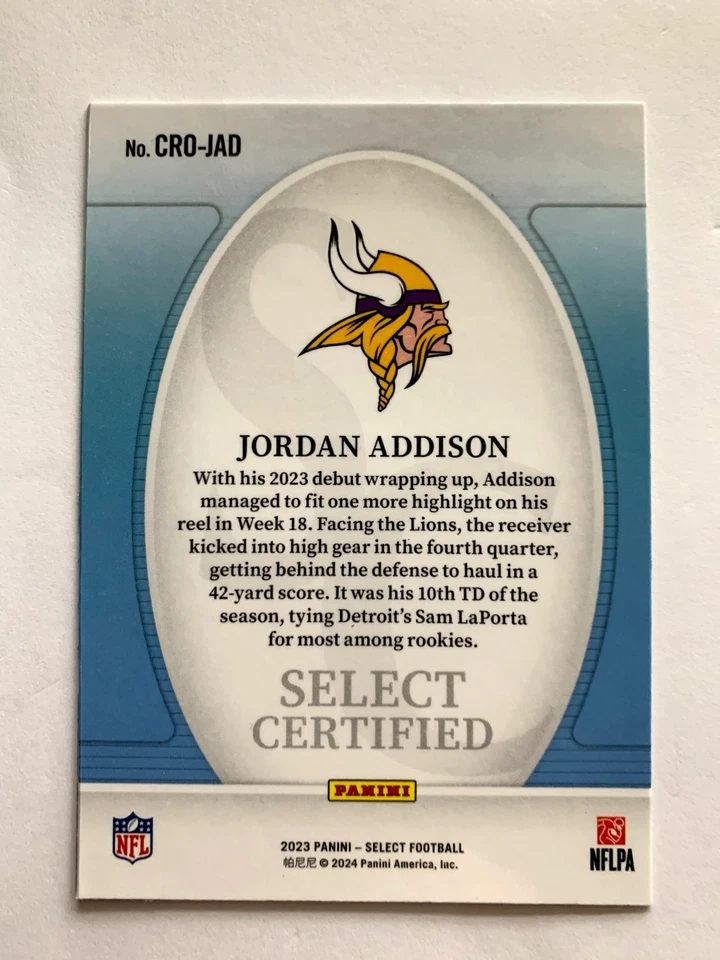 No. CRO-JAD
JORDAN ADDISON
With his 2023 debut wrapping up, Addison
managed to fit one more highlight on his
reel in Week 18. Facing the Lions, the receiver
kicked into high gear in the fourth quarter,
getting behind the defense to haul in a
42-yard score. It was his 10th TD of the
season, tying Detroit's Sam LaPorta
for most among rookies.
SELECT
CERTIFIED
PANINI
NFL
2023 PANINI – SELECT FOOTBALL
帕尼尼 © 2024 Panini America, Inc.
NFLPA